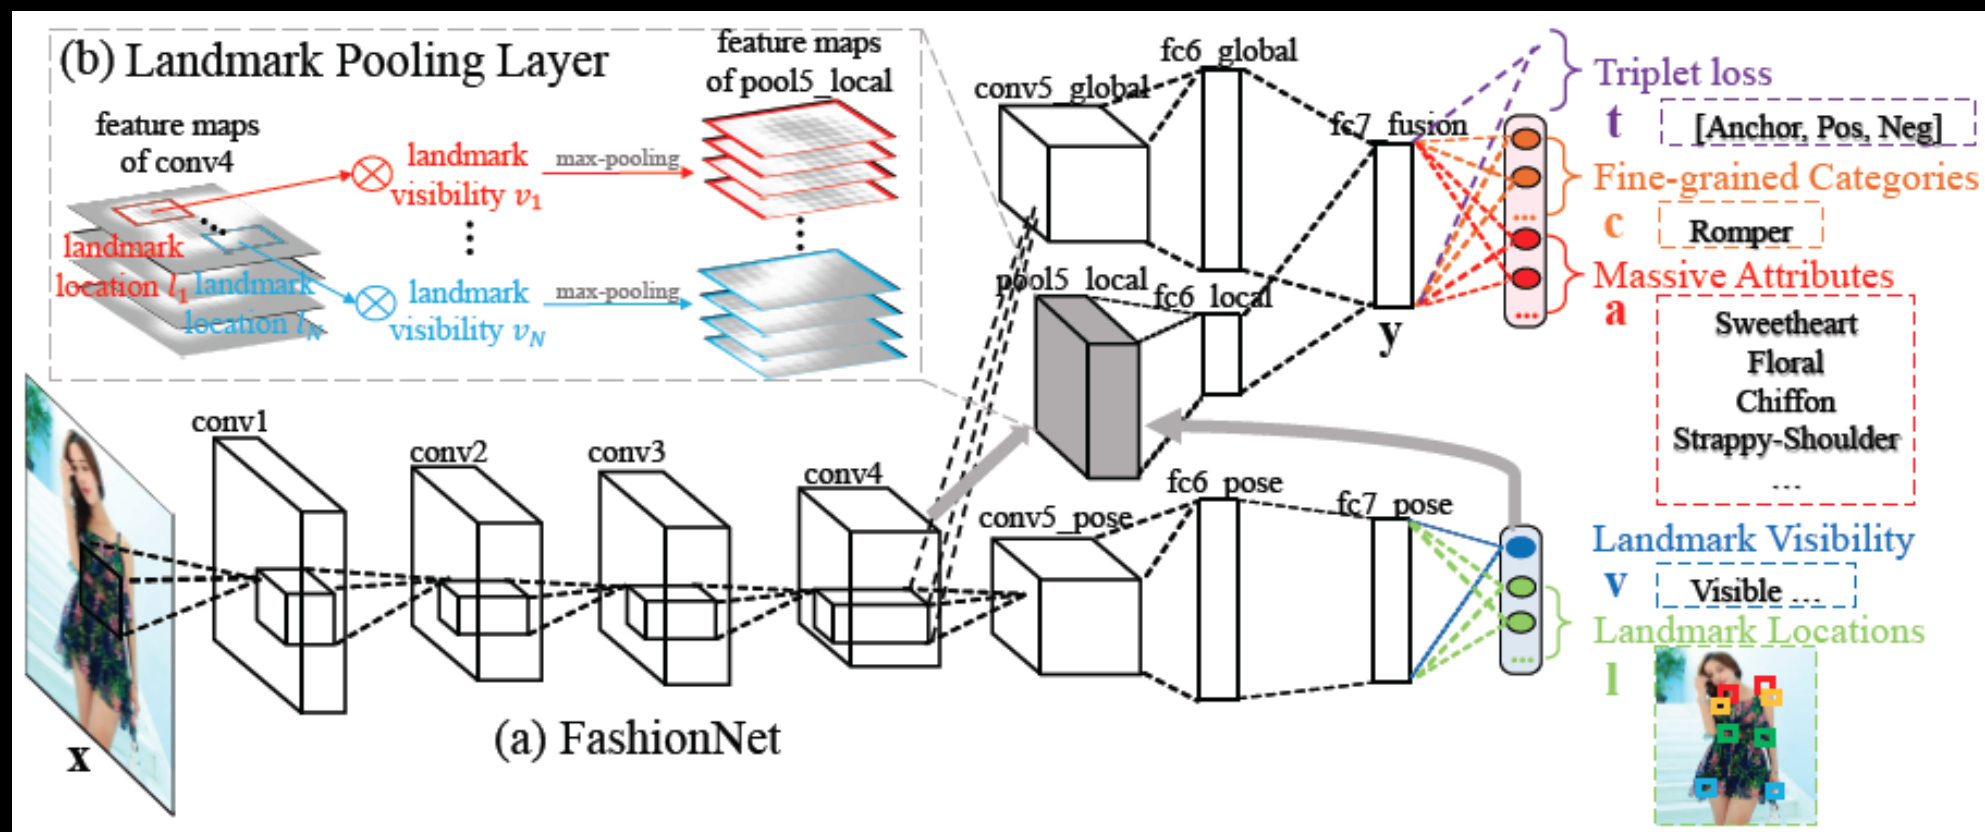 (b) Landmark Pooling Layer
feature maps
of conv4
landmark
location l₁
landmark
location l_N
landmark
visibility v₁
max-pooling
landmark
visibility v_N
max-pooling
feature maps
of pool5_local
conv1
conv2
conv3
conv4
x
(a) FashionNet
conv5_global
fc6_global
pool5_local
fc6_local
fc7_fusion
y
conv5_pose
fc6_pose
fc7_pose
Triplet loss
t [Anchor, Pos, Neg]
Fine-grained Categories
c Romper
Massive Attributes
a
Sweetheart
Floral
Chiffon
Strappy-Shoulder
...
Landmark Visibility
v Visible ...
Landmark Locations
l